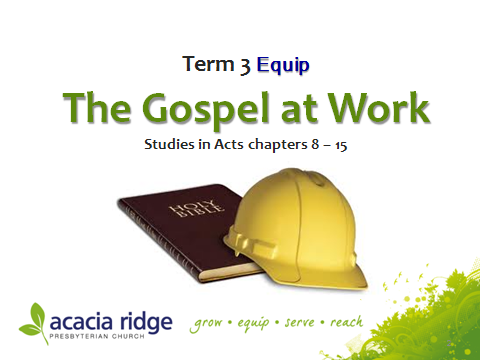 Term 3 Equip
The Gospel at Work
Studies in Acts chapters 8 – 15
HOLY
BIBLE
acacia ridge
PRESBYTERIAN CHURCH
grow • equip • serve • reach